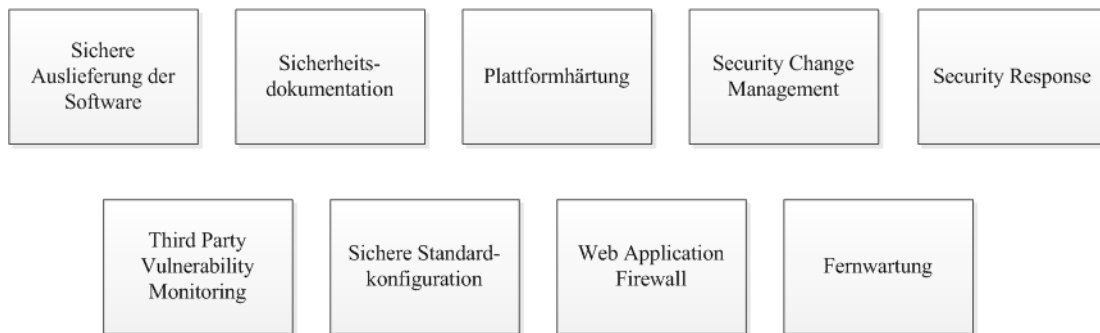 Sichere
Auslieferung der
Software
Sicherheits-
dokumentation
Plattformhärtung
Security Change
Management
Security Response
Third Party
Vulnerability
Monitoring
Sichere Standard-
konfiguration
Web Application
Firewall
Fernwartung